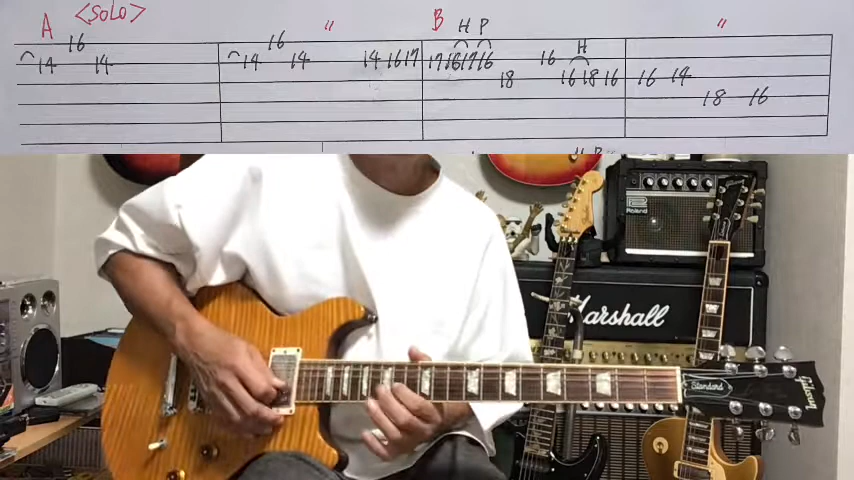 A <SOLO> " B H P "
16 16 H
14 14 14 14 14 16 17 17 16 17 16 16
18 16 18 16 16 14
18 16
Roland
Marshall
Standard
Gibson